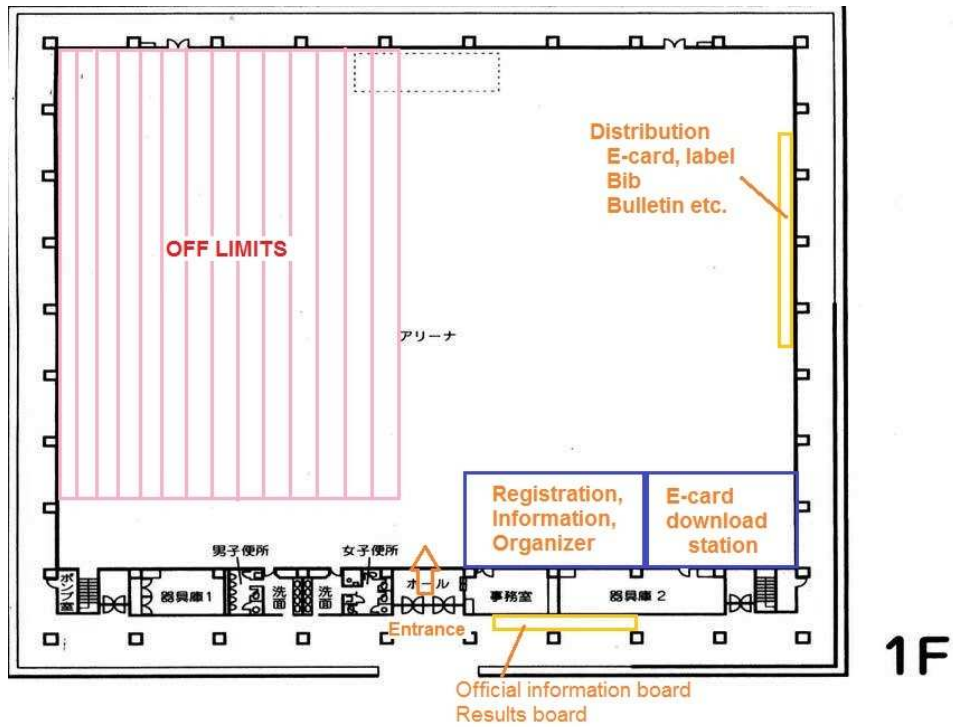 Distribution
E-card, label
Bib
Bulletin etc.
OFF LIMITS
アリーナ
Registration,
Information,
Organizer
E-card
download
station
男子便所
女子便所
ポンプ室
器具庫1
洗面
洗面
ホール
事務室
器具庫2
Entrance
1F
Official information board
Results board